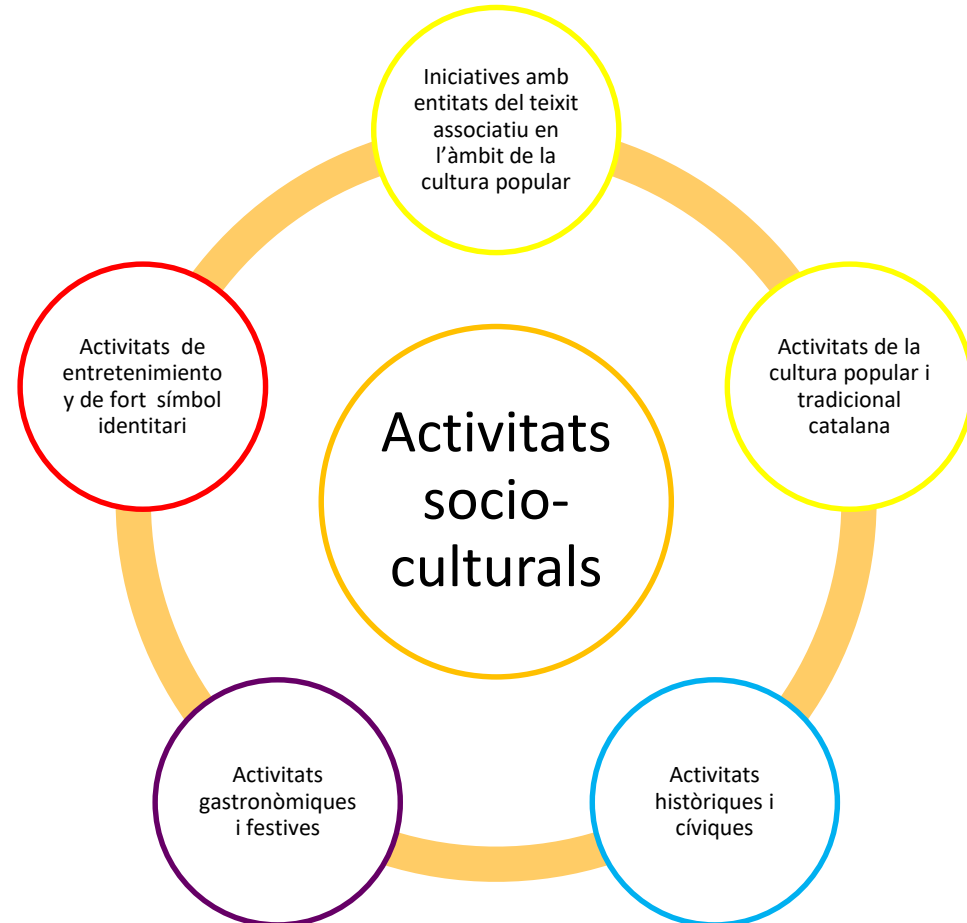 Iniciatives amb
entitats del teixit
associatiu en
l’àmbit de la
cultura popular
Activitats de la
cultura popular i
tradicional
catalana
Activitats
històriques i
cíviques
Activitats
gastronòmiques
i festives
Activitats de
entretenimiento
y de fort símbol
identitari
Activitats
socio-
culturals